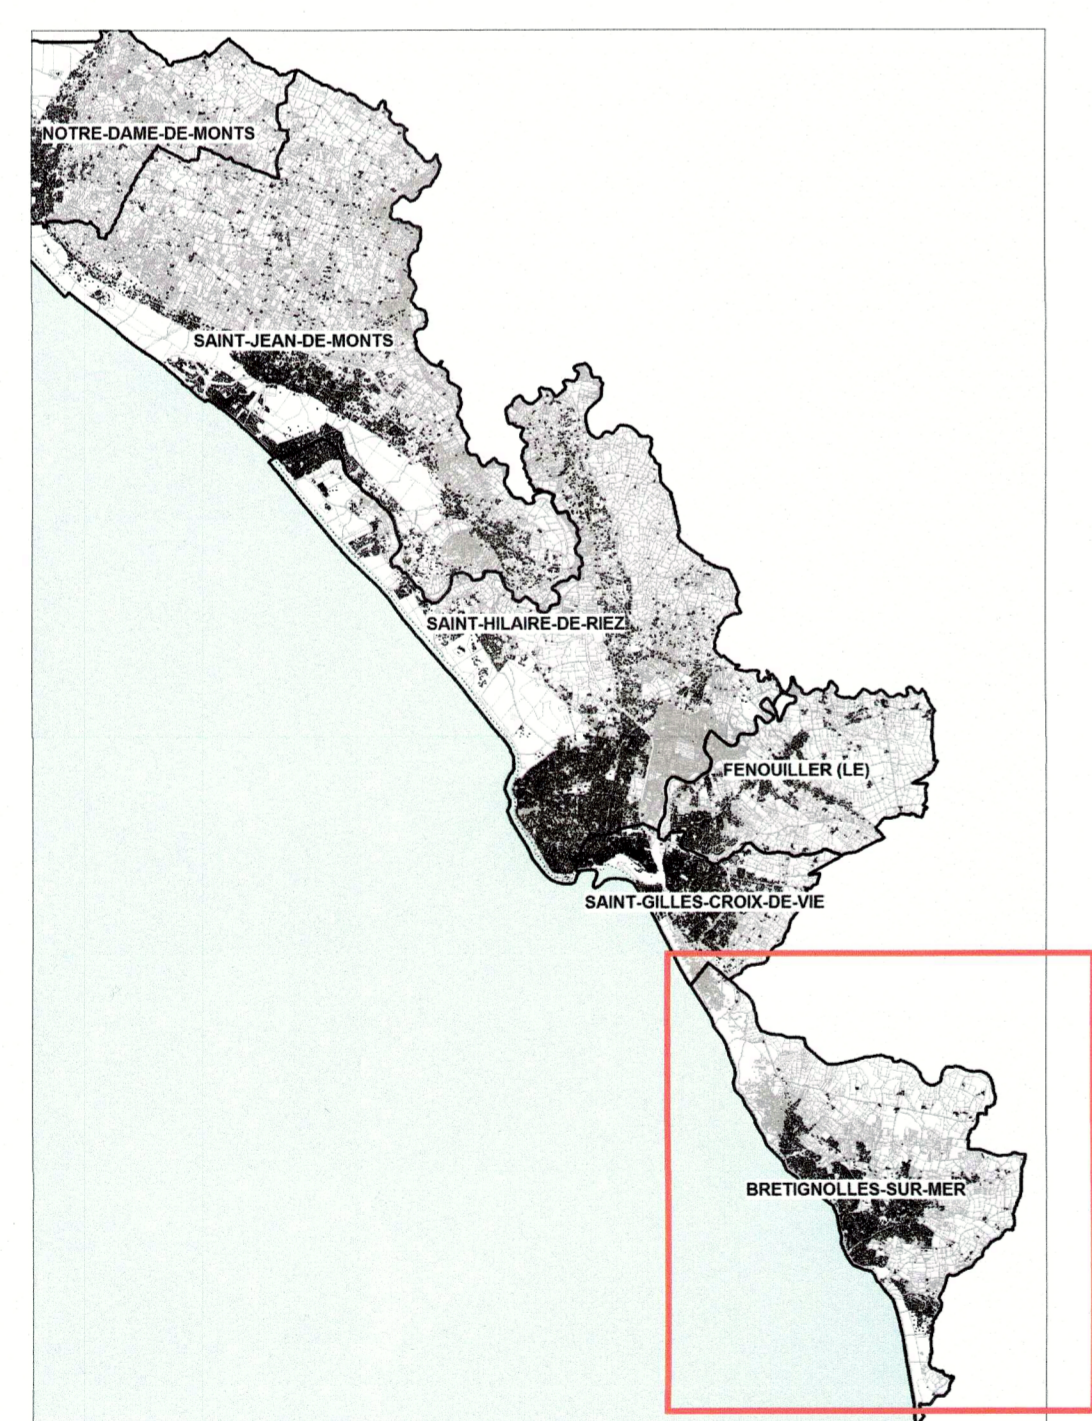 NOTRE-DAME-DE-MONTS
SAINT-JEAN-DE-MONTS
SAINT-HILAIRE-DE-RIEZ
FENOUILLER (LE)
SAINT-GILLES-CROIX-DE-VIE
BRETIGNOLLES-SUR-MER